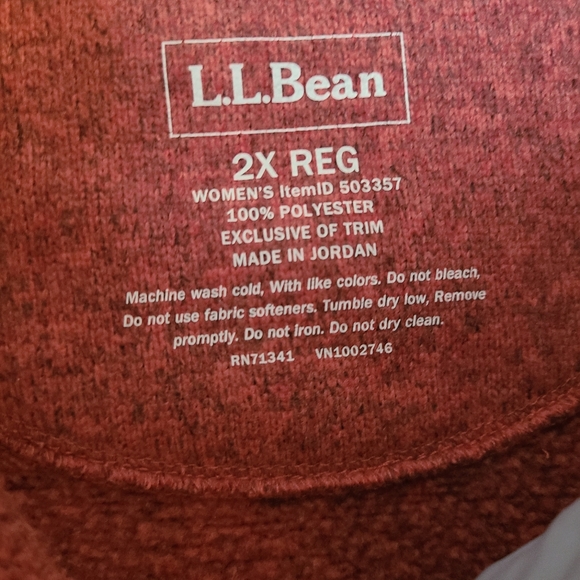 L.L.Bean
2X REG
WOMEN'S ItemID 503357
100% POLYESTER
EXCLUSIVE OF TRIM
MADE IN JORDAN
Machine wash cold, With like colors. Do not bleach,
Do not use fabric softeners. Tumble dry low, Remove
promptly. Do not iron. Do not dry clean.
RN71341 VN1002746